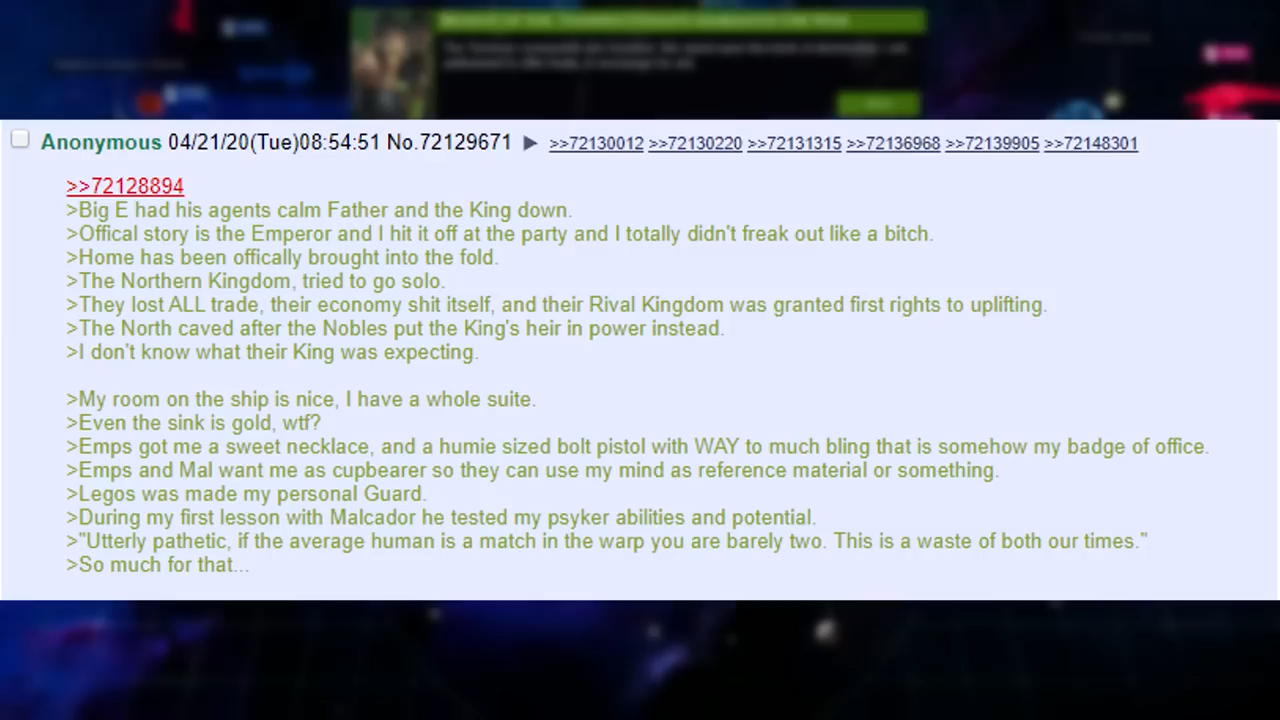 Anonymous 04/21/20(Tue)08:54:51 No.72129671 ▶ >>72130012 >>72130220 >>72131315 >>72136968 >>72139905 >>72148301
>>72128894
>Big E had his agents calm Father and the King down.
>Offical story is the Emperor and I hit it off at the party and I totally didn't freak out like a bitch.
>Home has been offically brought into the fold.
>The Northern Kingdom, tried to go solo.
>They lost ALL trade, their economy shit itself, and their Rival Kingdom was granted first rights to uplifting.
>The North caved after the Nobles put the King's heir in power instead.
>I don't know what their King was expecting.
>My room on the ship is nice, I have a whole suite.
>Even the sink is gold, wtf?
>Emps got me a sweet necklace, and a humie sized bolt pistol with WAY to much bling that is somehow my badge of office.
>Emps and Mal want me as cupbearer so they can use my mind as reference material or something.
>Legos was made my personal Guard.
>During my first lesson with Malcador he tested my psyker abilities and potential.
>"Utterly pathetic, if the average human is a match in the warp you are barely two. This is a waste of both our times."
>So much for that...